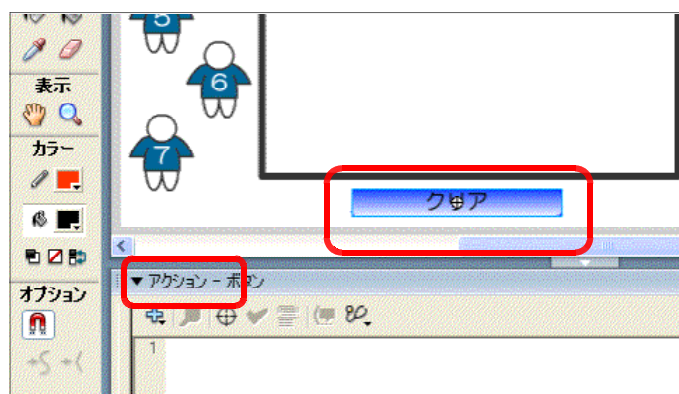 5
6
7
表示
カラー
オプション
クリア
▼ アクション - ボタン
1